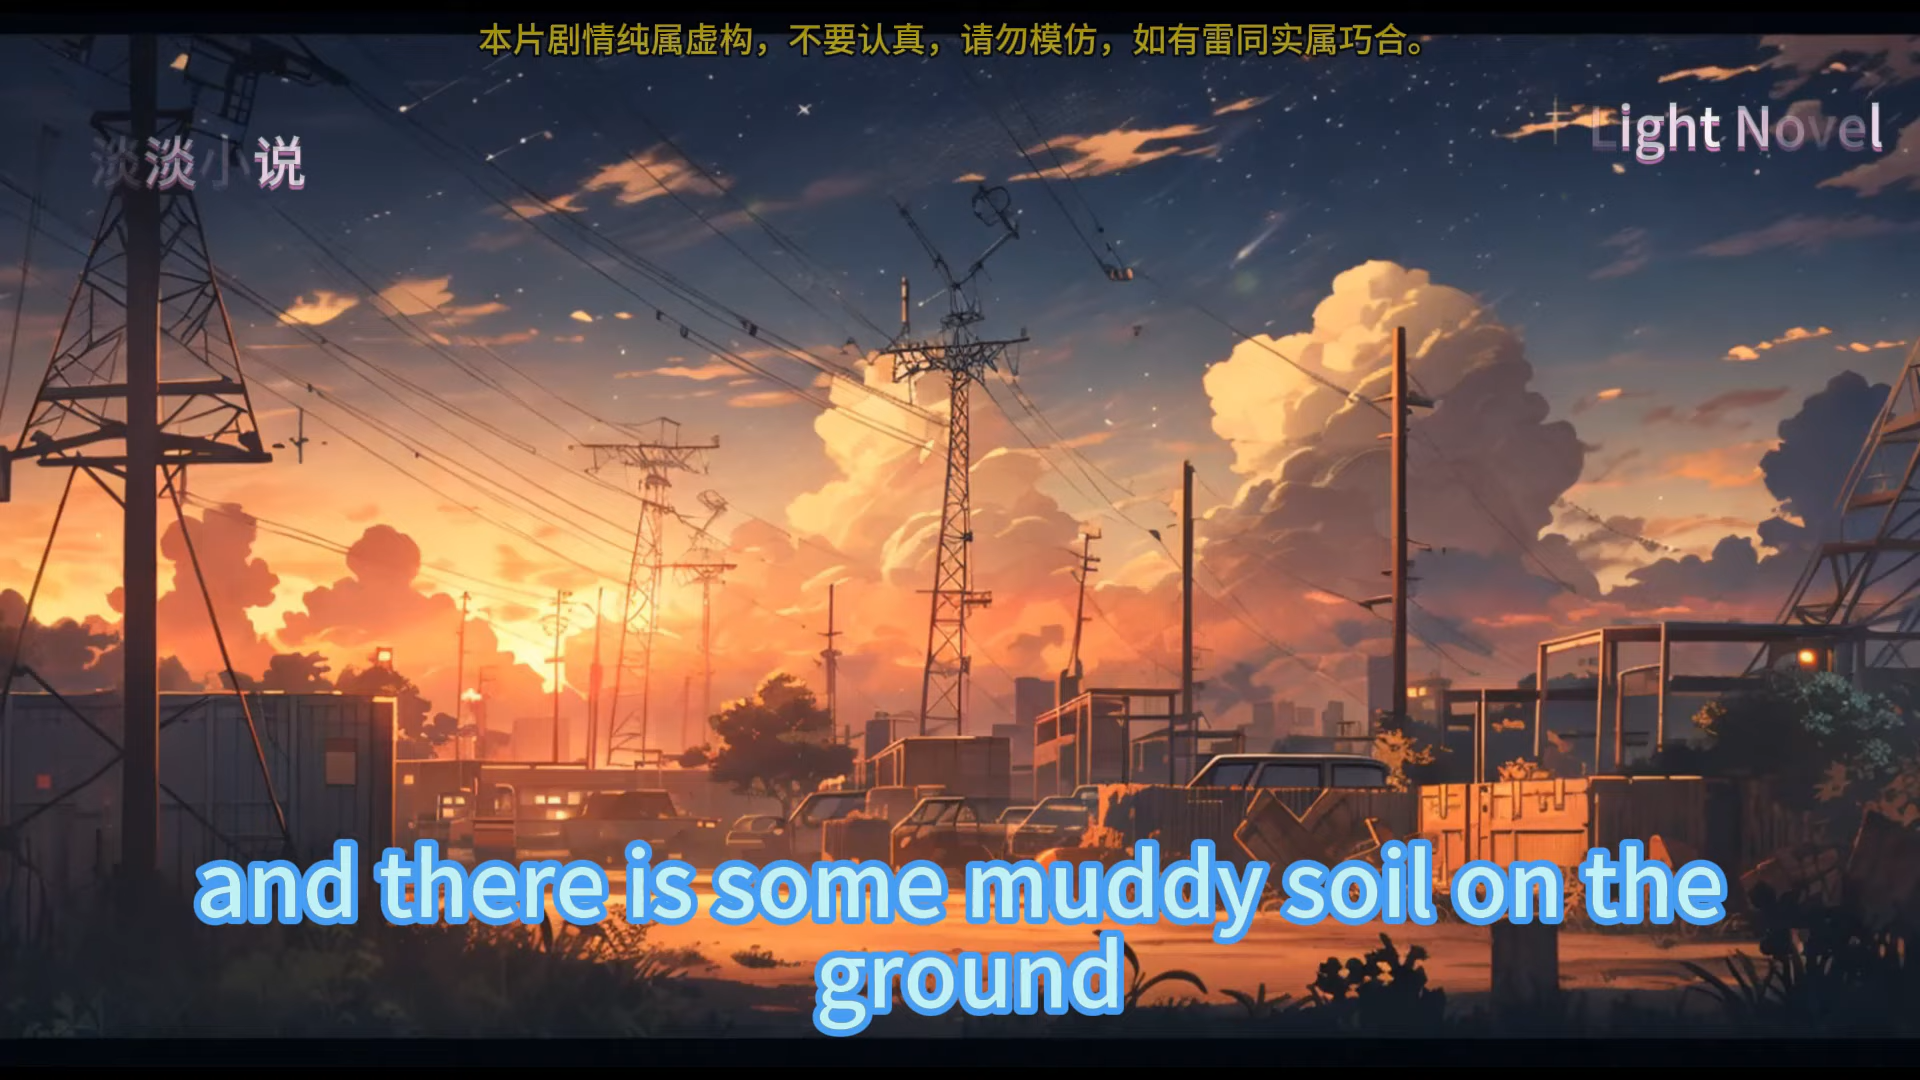 本片剧情纯属虚构，不要认真，请勿模仿，如有雷同实属巧合。
淡淡小说
Light Novel
and there is some muddy soil on the
ground